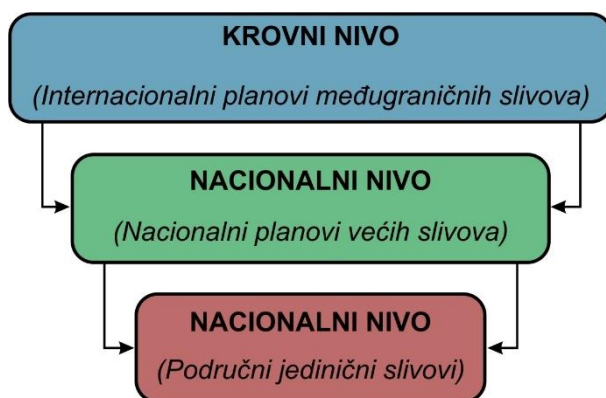 KROVNI NIVO
(Internacionalni planovi međugraničnih slivova)
NACIONALNI NIVO
(Nacionalni planovi većih slivova)
NACIONALNI NIVO
(Područni jedinični slivovi)